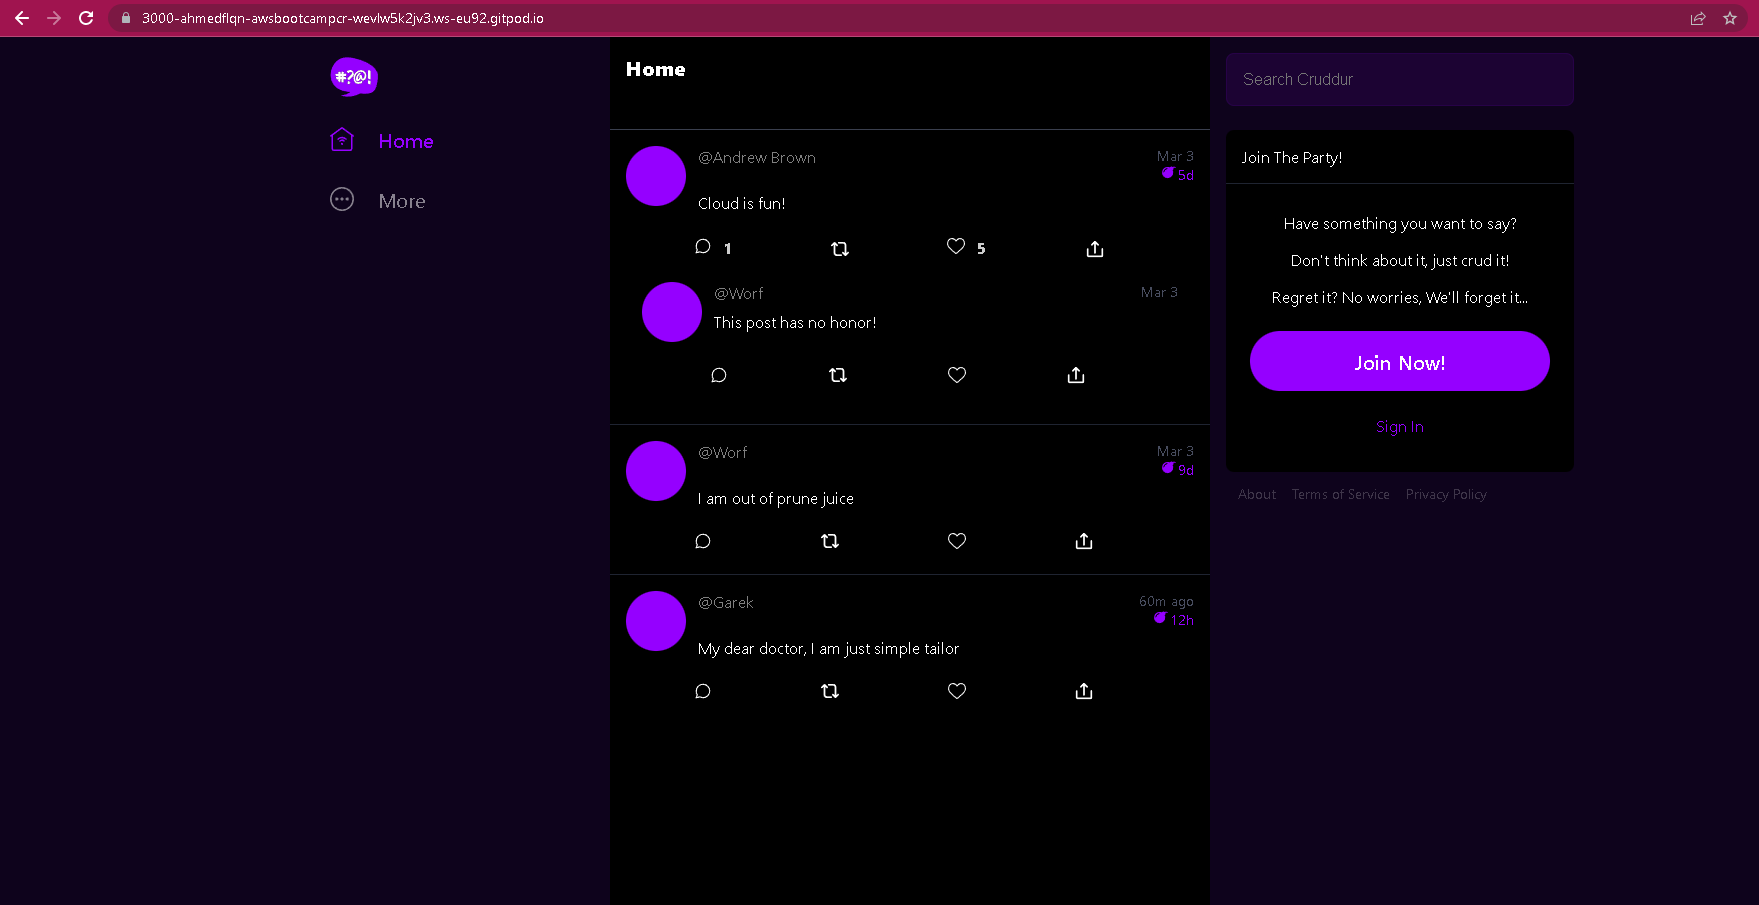 3000-ahmedflqn-awsbootcampcr-wevlw5k2jv3.ws-eu92.gitpod.io
#?@!
Home
More
Home
@Andrew Brown
Mar 3
5d
Cloud is fun!
1
5
@Worf
Mar 3
This post has no honor!
@Worf
Mar 3
9d
I am out of prune juice
@Garek
60m ago
12h
My dear doctor, I am just simple tailor
Search Cruddur
Join The Party!
Have something you want to say?
Don't think about it, just crud it!
Regret it? No worries, We'll forget it...
Join Now!
Sign In
About Terms of Service Privacy Policy